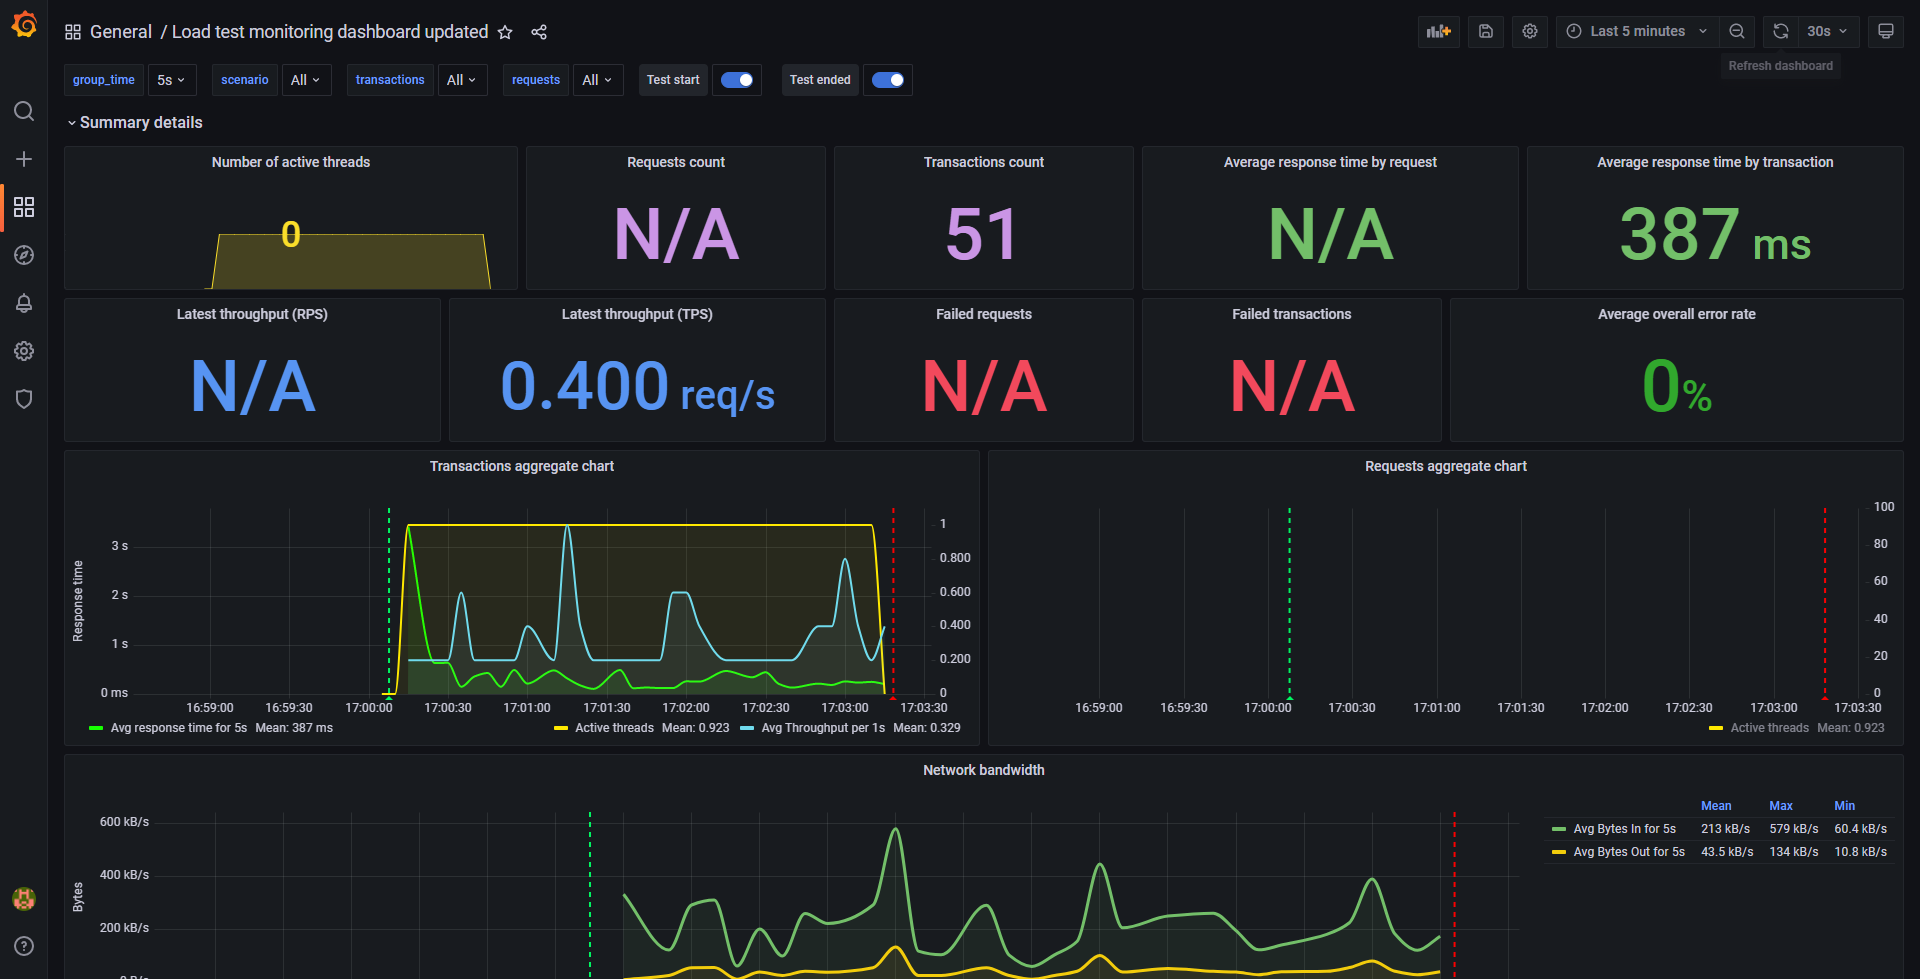 General / Load test monitoring dashboard updated
Last 5 minutes
30s
Refresh dashboard
group_time 5s scenario All transactions All requests All Test start Test ended
Summary details
Number of active threads
0
Requests count
N/A
Transactions count
51
Average response time by request
N/A
Average response time by transaction
387 ms
Latest throughput (RPS)
N/A
Latest throughput (TPS)
0.400 req/s
Failed requests
N/A
Failed transactions
N/A
Average overall error rate
0%
Transactions aggregate chart
Response time
3 s
2 s
1 s
0 ms
1
0.800
0.600
0.400
0.200
0
16:59:00 16:59:30 17:00:00 17:00:30 17:01:00 17:01:30 17:02:00 17:02:30 17:03:00 17:03:30
Avg response time for 5s Mean: 387 ms Active threads Mean: 0.923 Avg Throughput per 1s Mean: 0.329
Requests aggregate chart
100
80
60
40
20
0
16:59:00 16:59:30 17:00:00 17:00:30 17:01:00 17:01:30 17:02:00 17:02:30 17:03:00 17:03:30
Active threads Mean: 0.923
Network bandwidth
Bytes
600 kB/s
400 kB/s
200 kB/s
0 B/s
Mean Max Min
Avg Bytes In for 5s 213 kB/s 579 kB/s 60.4 kB/s
Avg Bytes Out for 5s 43.5 kB/s 134 kB/s 10.8 kB/s